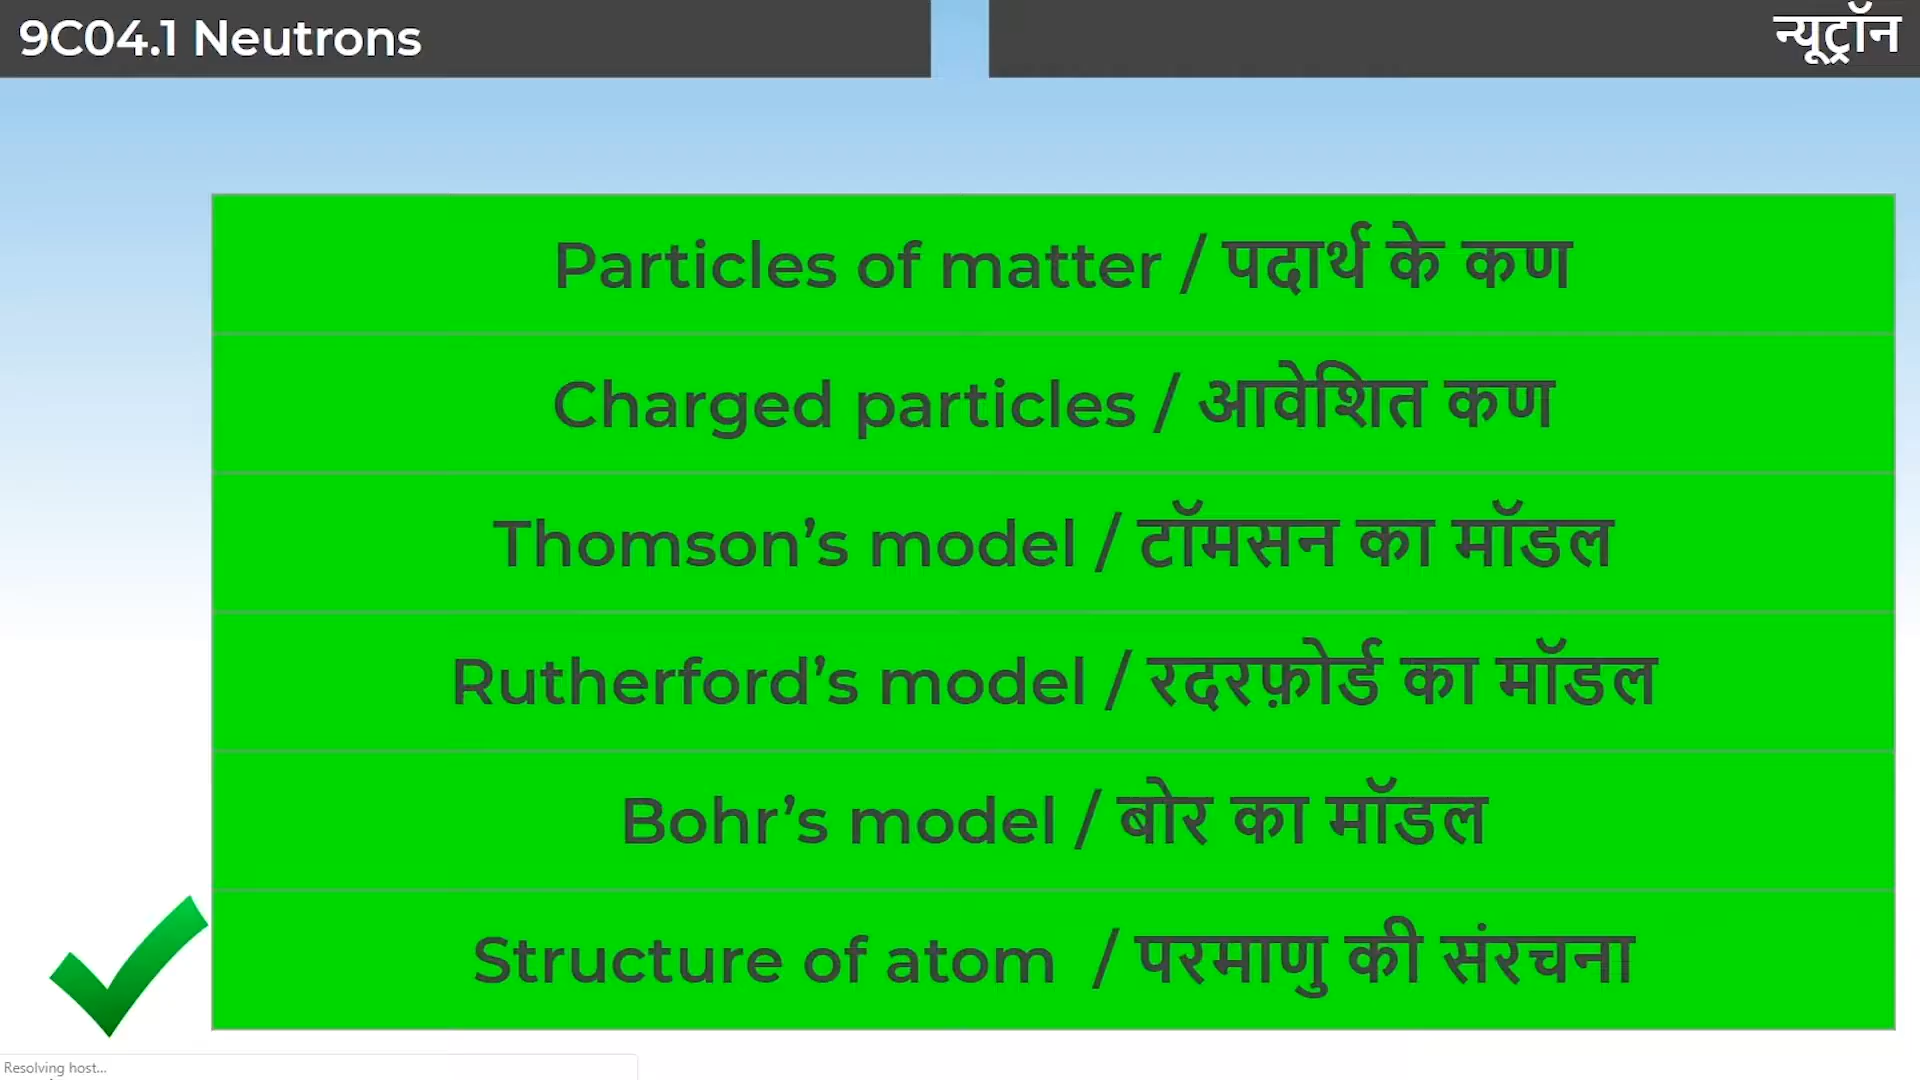 9C04.1 Neutrons
न्यूट्रॉन
Particles of matter / पदार्थ के कण
Charged particles / आवेशित कण
Thomson’s model / टॉमसन का मॉडल
Rutherford’s model / रदरफ़ोर्ड का मॉडल
Bohr’s model / बोर का मॉडल
Structure of atom / परमाणु की संरचना
Resolving host...